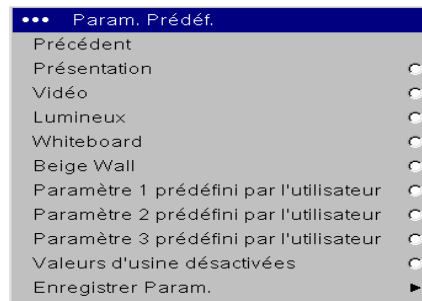 ••• Param. Prédéf.
Précédent
Présentation
Vidéo
Lumineux
Whiteboard
Beige Wall
Paramètre 1 prédéfini par l'utilisateur
Paramètre 2 prédéfini par l'utilisateur
Paramètre 3 prédéfini par l'utilisateur
Valeurs d'usine désactivées
Enregistrer Param.